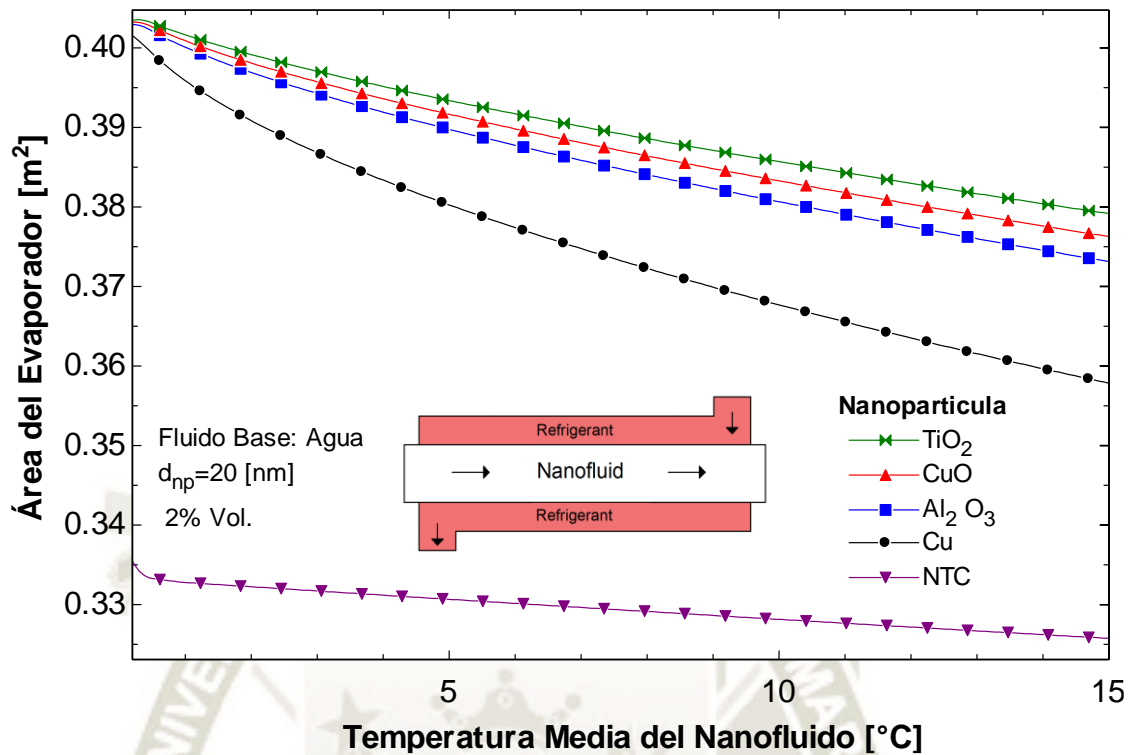 Área del Evaporador [m²]
0.40
0.39
0.38
0.37
0.36
0.35
0.34
0.33
Fluido Base: Agua
dnp=20 [nm]
2% Vol.
Refrigerant
Nanofluid
Refrigerant
Nanoparticula
TiO₂
CuO
Al₂ O₃
Cu
NTC
5 10 15
Temperatura Media del Nanofluido [°C]